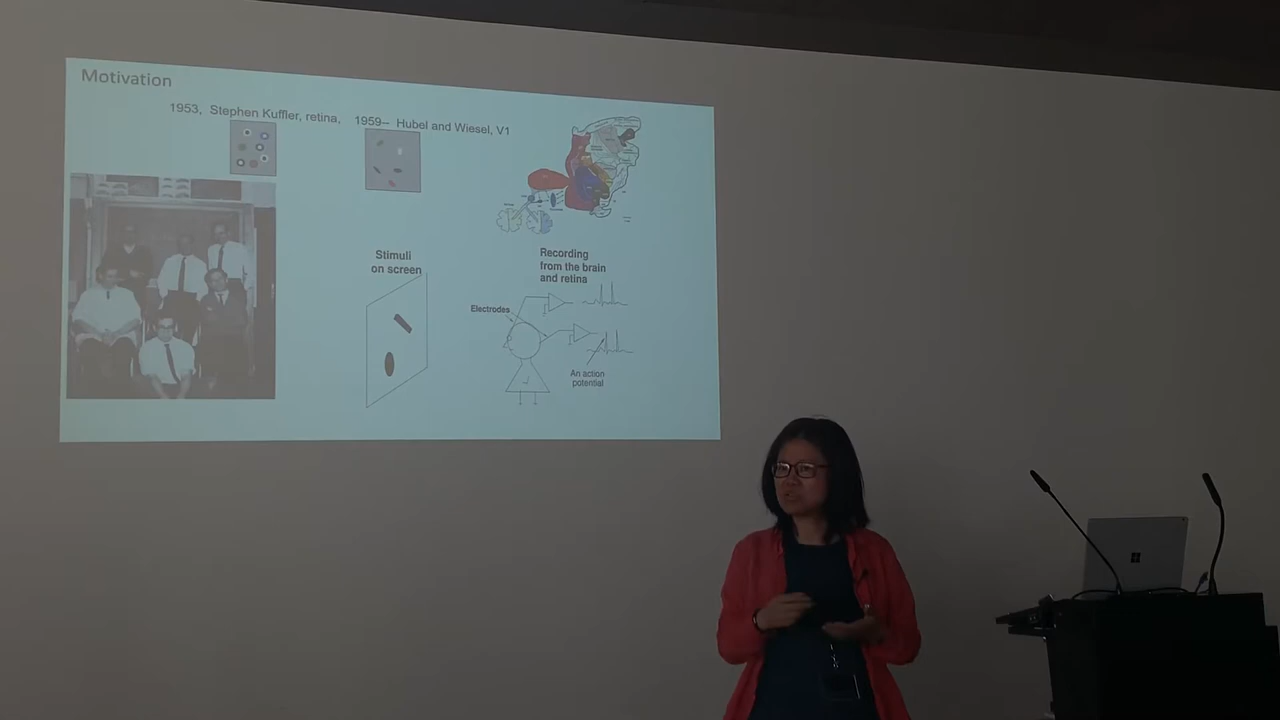 Motivation
1953, Stephen Kuffler, retina, 1959– Hubel and Wiesel, V1
Stimuli
on screen
Recording
from the brain
and retina
Electrodes
An action
potential